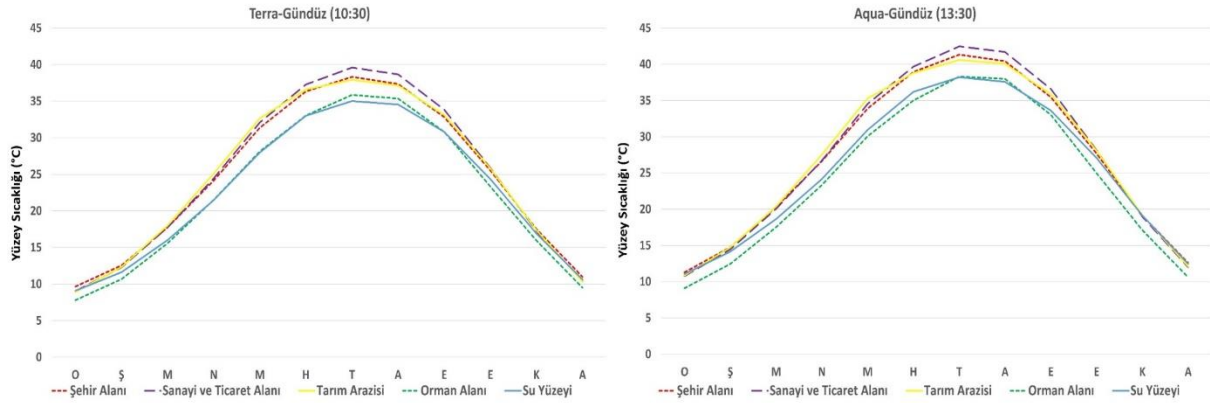 Terra-Gündüz (10:30)
Yüzey Sıcaklığı (°C)
45
40
35
30
25
20
15
10
5
0
O Ş M N M H T A E E K A
Şehir Alanı Sanayi ve Ticaret Alanı Tarım Arazisi Orman Alanı Su Yüzeyi
Aqua-Gündüz (13:30)
Yüzey Sıcaklığı (°C)
45
40
35
30
25
20
15
10
5
0
O Ş M N M H T A E E K A
Şehir Alanı Sanayi ve Ticaret Alanı Tarım Arazisi Orman Alanı Su Yüzeyi